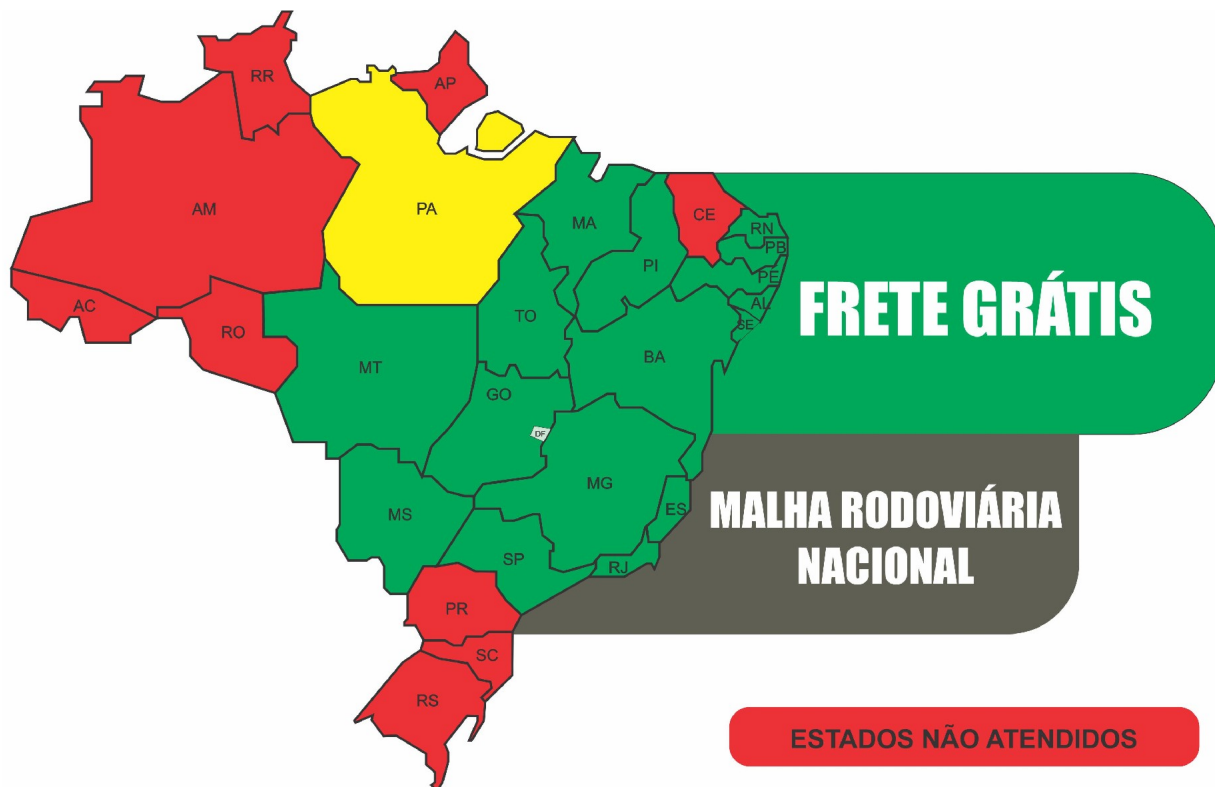 RR
AP
AM
PA
MA
CE
RN
PB
PI
PE
AL
SE
AC
RO
TO
MT
BA
GO
DF
MG
ES
MS
SP
RJ
PR
SC
RS
FRETE GRÁTIS
MALHA RODOVIÁRIA
NACIONAL
ESTADOS NÃO ATENDIDOS